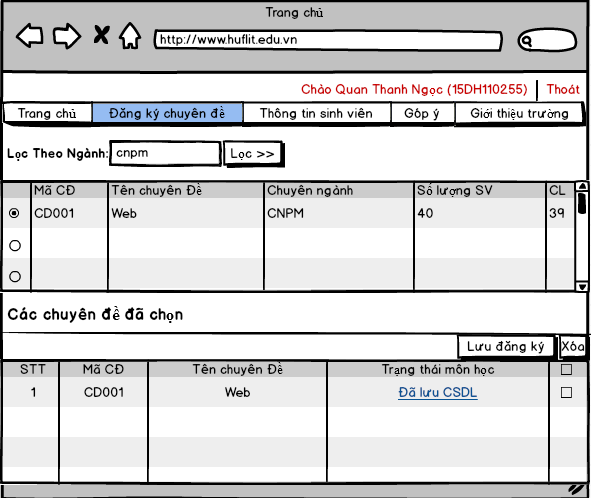 Trang chủ
http://www.huflit.edu.vn
Chào Quan Thanh Ngọc (15DH110255) Thoát
Trang chủ Đăng ký chuyên đề Thông tin sinh viên Góp ý Giới thiệu trường
Lọc Theo Ngành: cnpm Lọc >>
Mã CĐ Tên chuyên Đề Chuyên ngành Số lượng SV CL
CD001 Web CNPM 40 39
Các chuyên đề đã chọn
Lưu đăng ký Xóa
STT Mã CĐ Tên chuyên Đề Trạng thái môn học
1 CD001 Web Đã lưu CSDL